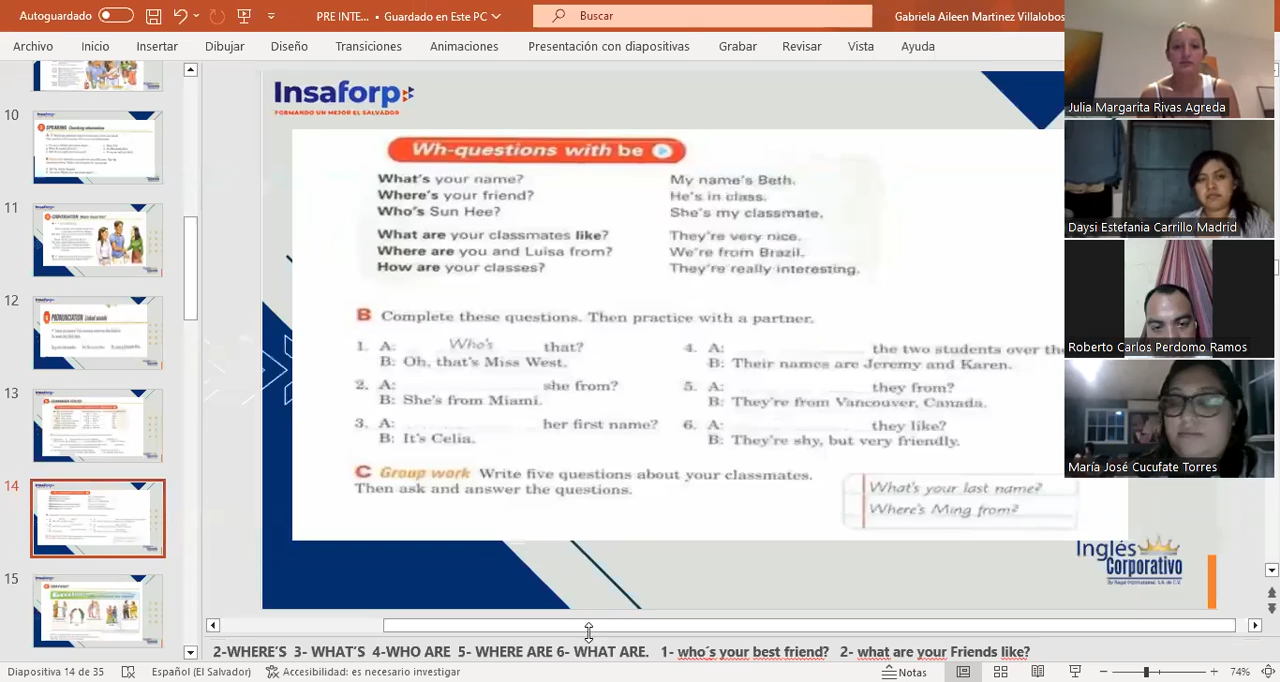 Autoguardado
PRE INTE... • Guardado en Este PC
Buscar
Gabriela Aileen Martinez Villalobos
Archivo Inicio Insertar Dibujar Diseño Transiciones Animaciones Presentación con diapositivas Grabar Revisar Vista Ayuda
10
11
12
13
14
15
Insaforp
FORMANDO UN MEJOR EL SALVADOR
Wh-questions with be
What's your name? My name's Beth.
Where's your friend? He's in class.
Who's Sun Hee? She's my classmate.
What are your classmates like? They're very nice.
Where are you and Luisa from? We're from Brazil.
How are your classes? They're really interesting.
B Complete these questions. Then practice with a partner.
1. A: Who's that?
B: Oh, that's Miss West.
2. A: she from?
B: She's from Miami.
3. A: her first name?
B: It's Celia.
4. A: the two students over the
B: Their names are Jeremy and Karen.
5. A: they from?
B: They're from Vancouver, Canada.
6. A: they like?
B: They're shy, but very friendly.
C Group work Write five questions about your classmates.
Then ask and answer the questions.
What's your last name?
Where's Ming from?
Inglés
Corporativo
Julia Margarita Rivas Agreda
Daysi Estefania Carrillo Madrid
Roberto Carlos Perdomo Ramos
María José Cucufate Torres
2-WHERE'S 3- WHAT'S 4-WHO ARE 5- WHERE ARE 6- WHAT ARE. 1- who´s your best friend? 2- what are your Friends like?
Diapositiva 14 de 35 Español (El Salvador) Accesibilidad: es necesario investigar Notas 74%